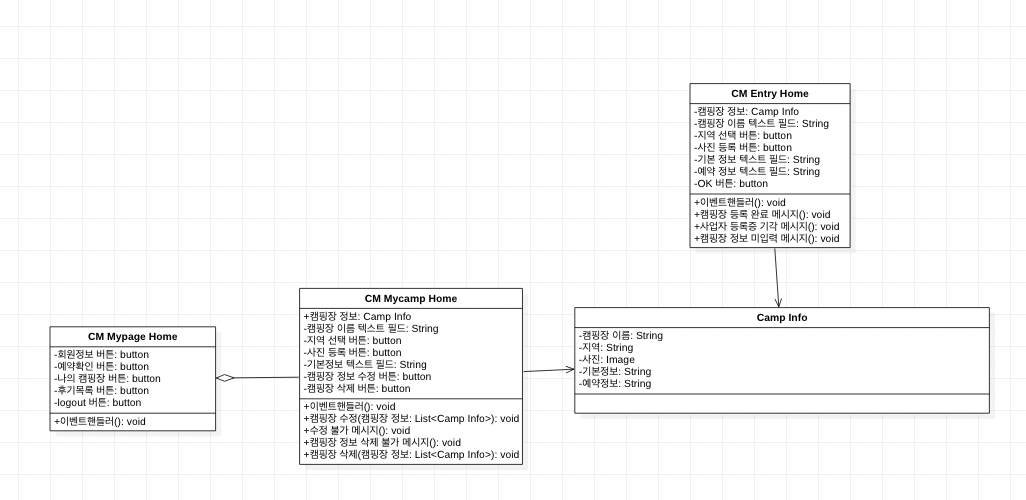 CM Entry Home
-캠핑장 정보: Camp Info
-캠핑장 이름 텍스트 필드: String
-지역 선택 버튼: button
-사진 등록 버튼: button
-기본 정보 텍스트 필드: String
-예약 정보 텍스트 필드: String
-OK 버튼: button
+이벤트핸들러(): void
+캠핑장 등록 완료 메시지(): void
+사업자 등록증 기각 메시지(): void
+캠핑장 정보 미입력 메시지(): void
CM Mypage Home
-회원정보 버튼: button
-예약확인 버튼: button
-나의 캠핑장 버튼: button
-후기목록 버튼: button
-logout 버튼: button
+이벤트핸들러(): void
CM Mycamp Home
+캠핑장 정보: Camp Info
-캠핑장 이름 텍스트 필드: String
-지역 선택 버튼: button
-사진 등록 버튼: button
-기본정보 텍스트 필드: String
-캠핑장 정보 수정 버튼: button
-캠핑장 삭제 버튼: button
+이벤트핸들러(): void
+캠핑장 수정(캠핑장 정보: List<Camp Info>): void
+수정 불가 메시지(): void
+캠핑장 정보 삭제 불가 메시지(): void
+캠핑장 삭제(캠핑장 정보: List<Camp Info>): void
Camp Info
-캠핑장 이름: String
-지역: String
-사진: Image
-기본정보: String
-예약정보: String